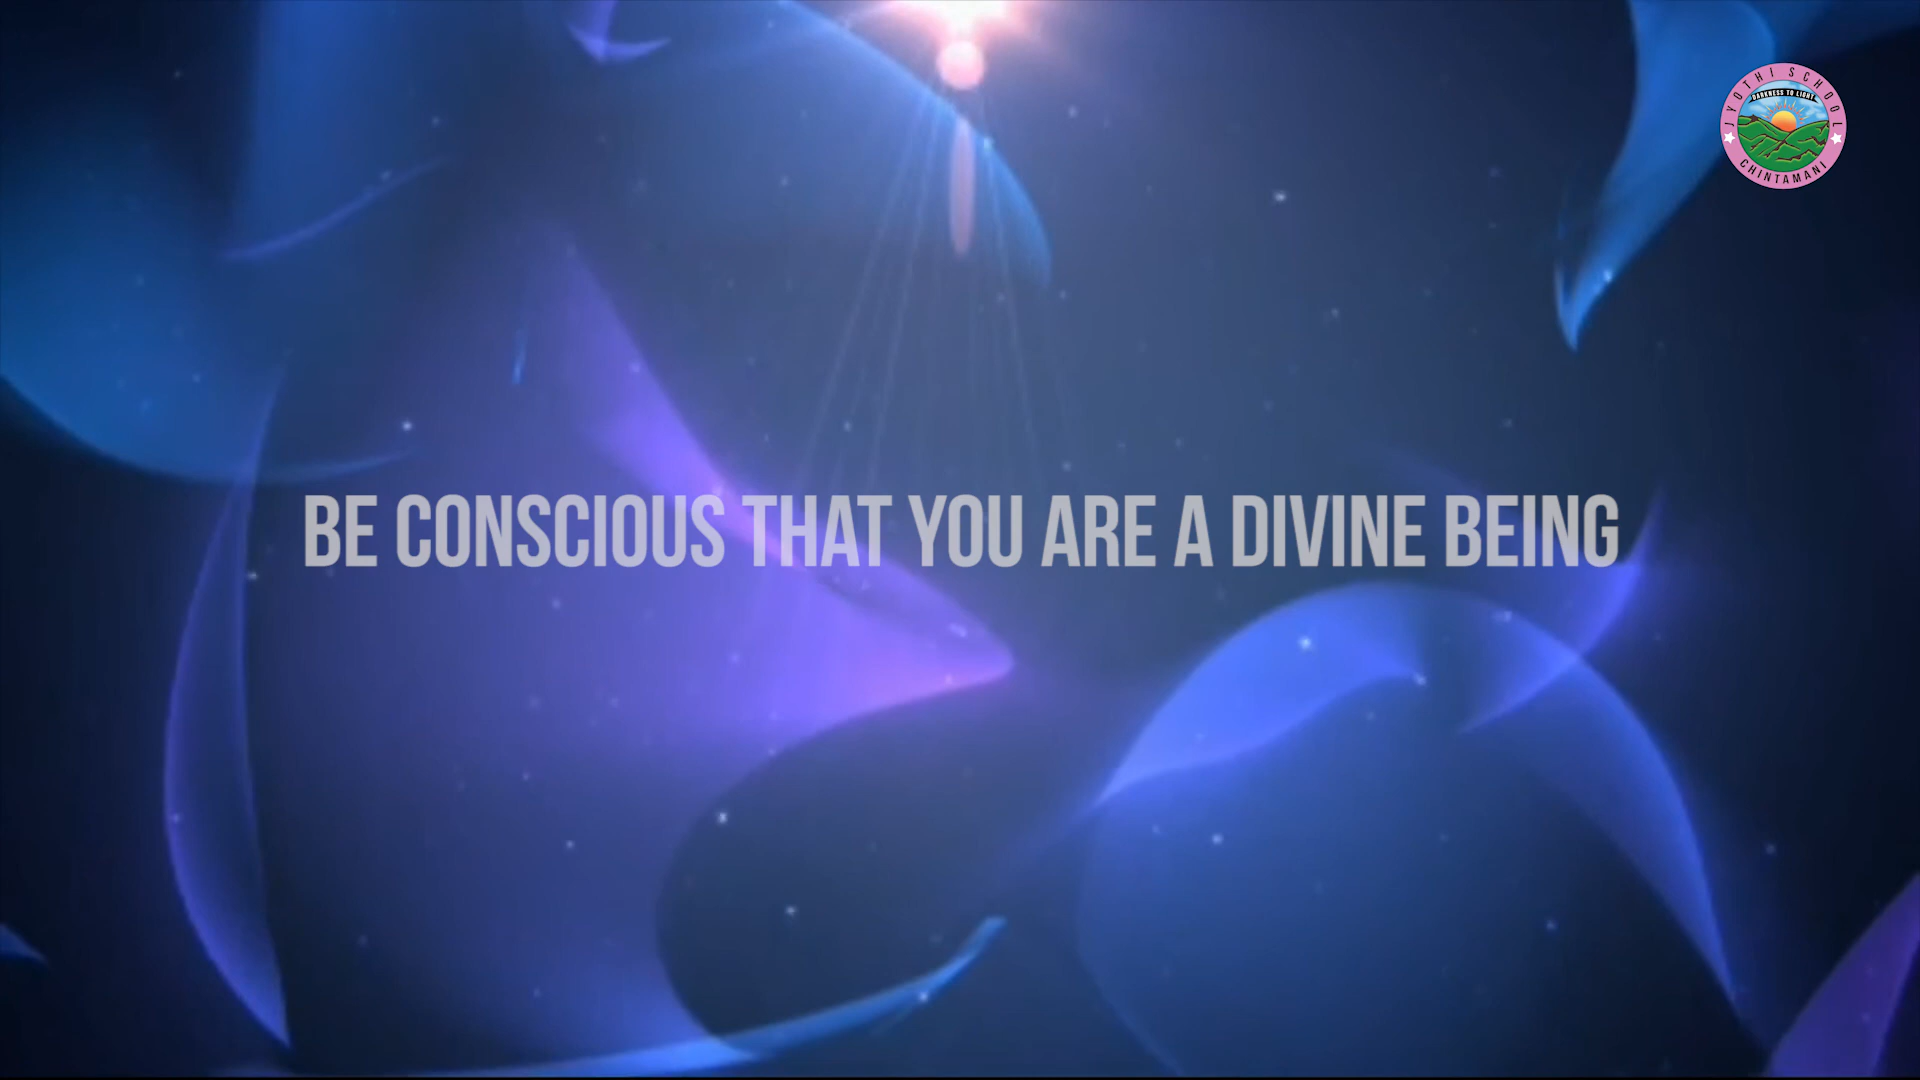 JYOTHI SCHOOL
DARKNESS TO LIGHT
CHINTAMANI
BE CONSCIOUS THAT YOU ARE A DIVINE BEING